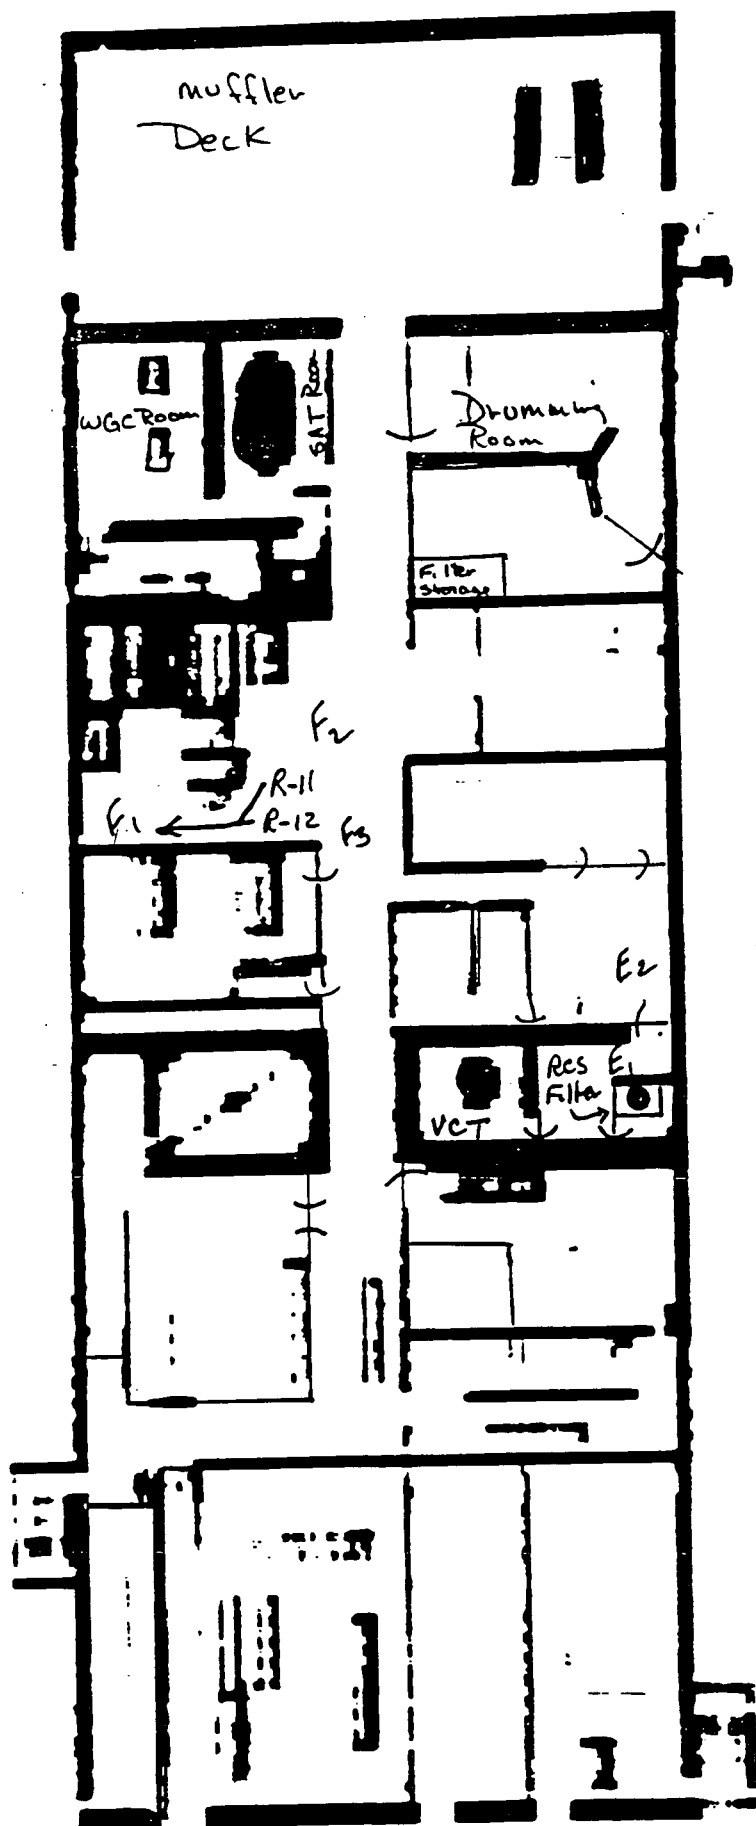 muffler
Deck
WGC Room
GAT Room
Drumming
Room
Filter
Storage
F2
R-11
F1
R-12
F3
E2
RCS
E1
Filter
VCT